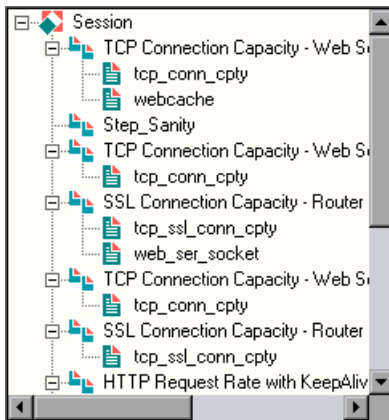 Session
TCP Connection Capacity - Web S
tcp_conn_cpty
webcache
Step_Sanity
TCP Connection Capacity - Web S
tcp_conn_cpty
SSL Connection Capacity - Router
tcp_ssl_conn_cpty
web_ser_socket
TCP Connection Capacity - Web S
tcp_conn_cpty
SSL Connection Capacity - Router
tcp_ssl_conn_cpty
HTTP Request Rate with KeepAliv